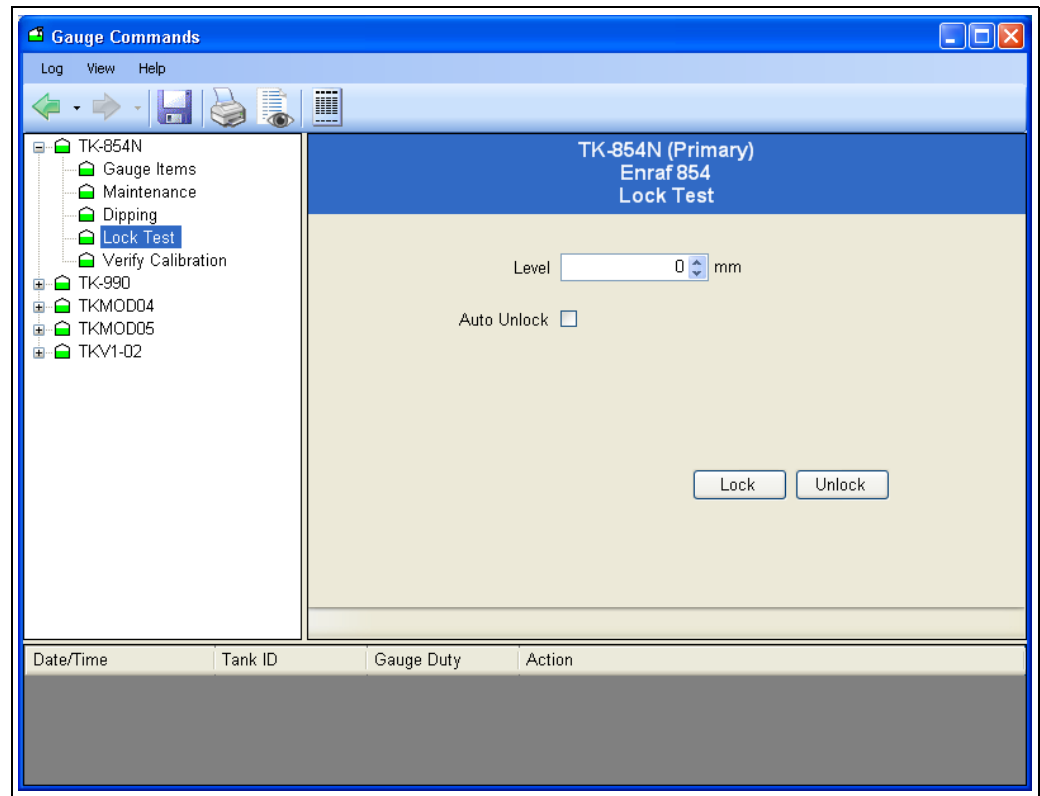 Gauge Commands
Log View Help
TK-854N
Gauge Items
Maintenance
Dipping
Lock Test
Verify Calibration
TK-990
TKMOD04
TKMOD05
TKV1-02
TK-854N (Primary)
Enraf 854
Lock Test
Level 0 mm
Auto Unlock
Lock Unlock
Date/Time Tank ID Gauge Duty Action